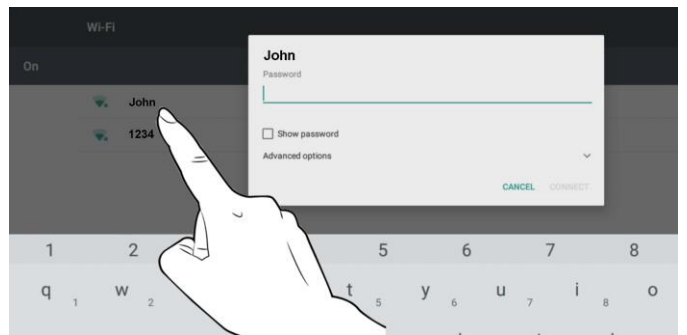 Wi-Fi
On
John
1234
John
Password
Show password
Advanced options
CANCEL CONNECT
1 2 5 6 7 8
q 1 w 2 t 5 y 6 u 7 i 8 o